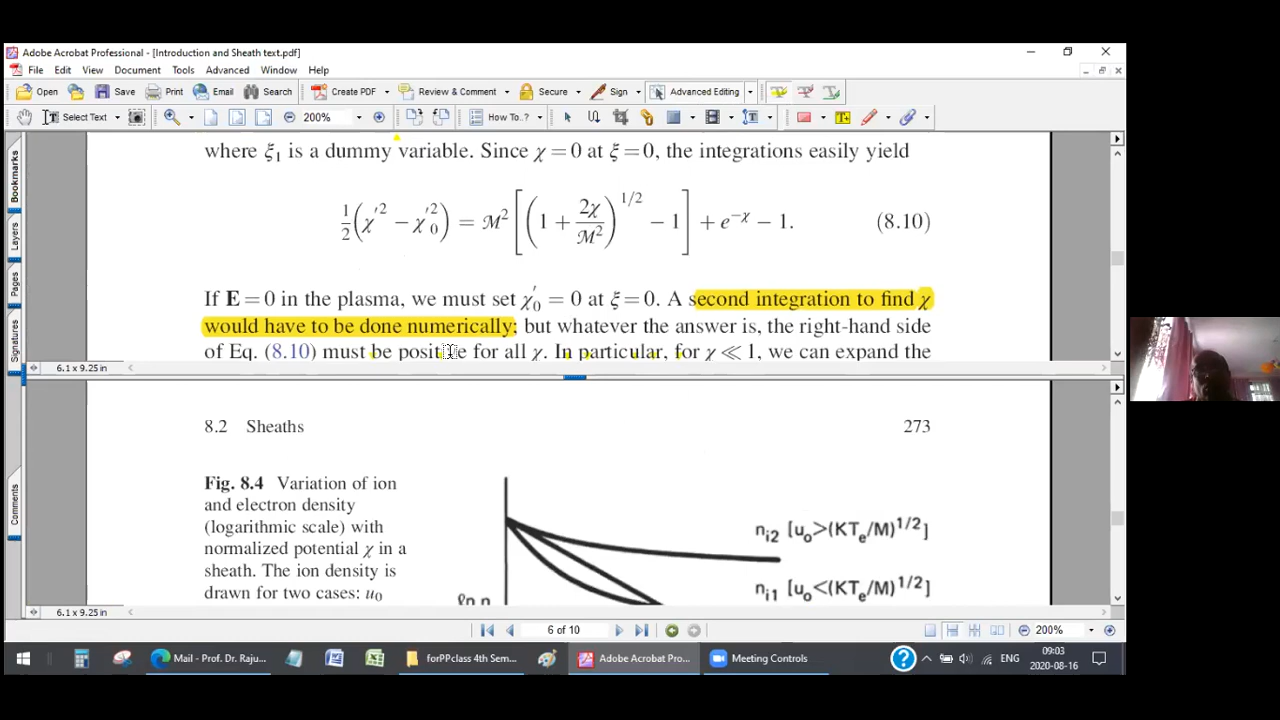 Adobe Acrobat Professional - [Introduction and Sheath text.pdf]
File Edit View Document Tools Advanced Window Help
Open Save Print Email Search Create PDF Review & Comment Secure Sign Advanced Editing
Select Text 200% How To..?
Bookmarks
Layers
Pages
Signatures
Comments
where ξ₁ is a dummy variable. Since χ = 0 at ξ = 0, the integrations easily yield
1/2 (χ′² − χ′₀²) = ℳ² [(1 + 2χ/ℳ²)^1/2 − 1] + e^−χ − 1. (8.10)
If E = 0 in the plasma, we must set χ′₀ = 0 at ξ = 0. A second integration to find χ
would have to be done numerically; but whatever the answer is, the right-hand side
of Eq. (8.10) must be positive for all χ. In particular, for χ ≪ 1, we can expand the
6.1 x 9.25 in
8.2 Sheaths 273
Fig. 8.4 Variation of ion
and electron density
(logarithmic scale) with
normalized potential χ in a
sheath. The ion density is
drawn for two cases: u₀
nᵢ₂ [uₒ>(KTₑ/M)^1/2]
nᵢ₁ [uₒ<(KTₑ/M)^1/2]
ℓn n
6.1 x 9.25 in
6 of 10 200%
Mail - Prof. Dr. Raju... forPPclass 4th Sem... Adobe Acrobat Pro... Meeting Controls ENG 09:03
2020-08-16